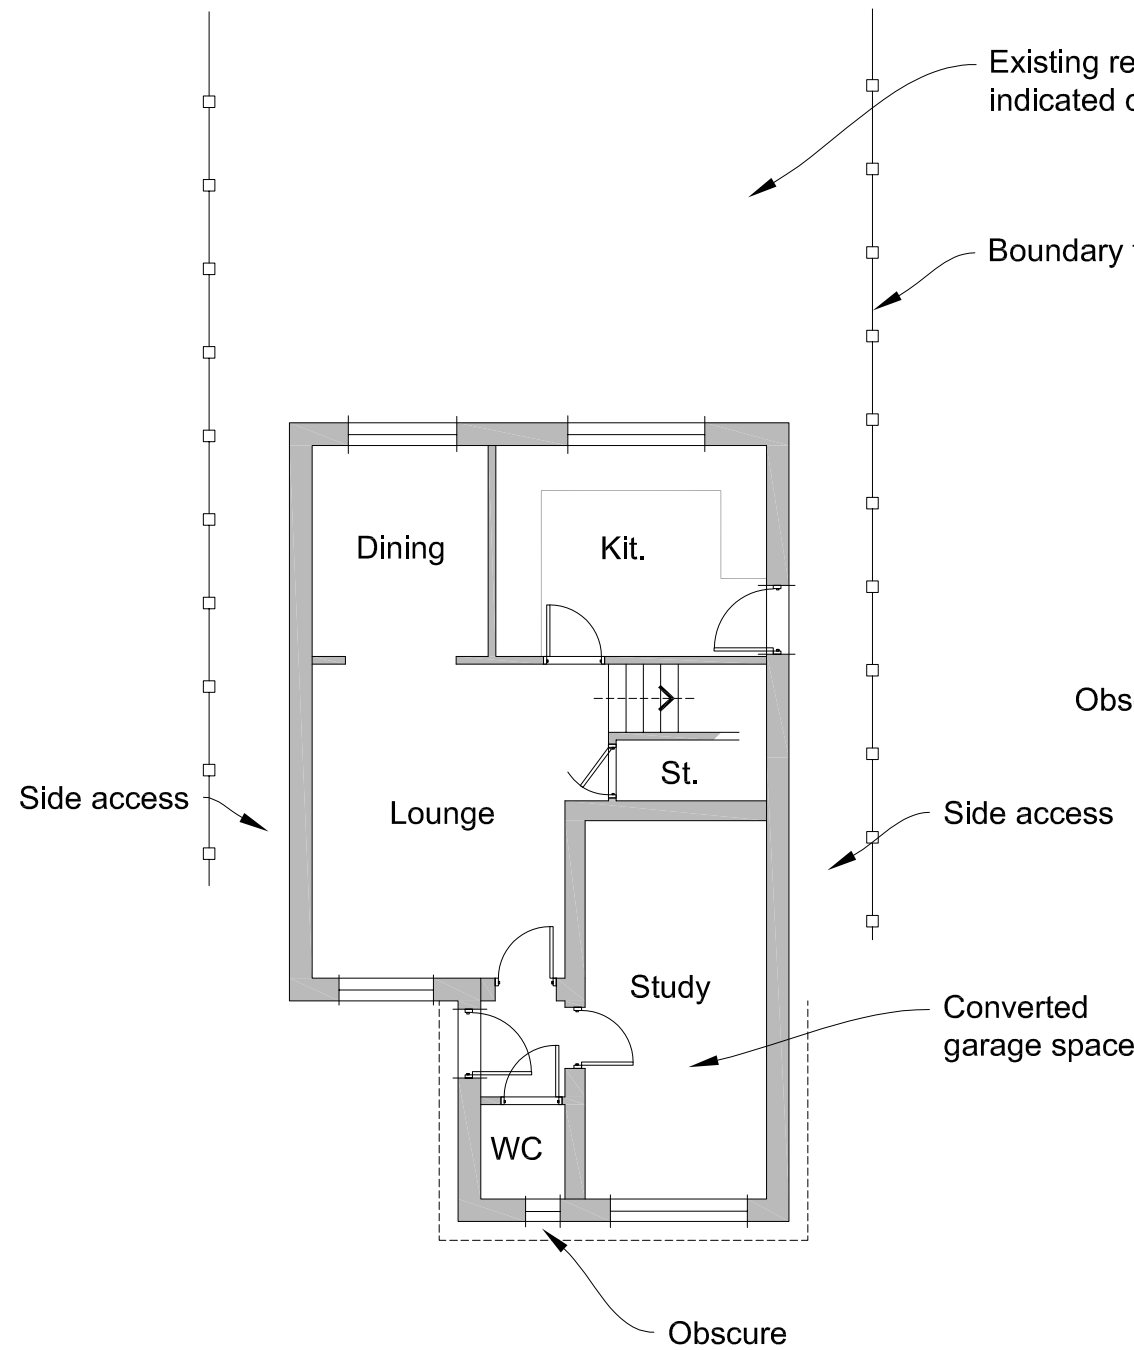 Existing re
indicated o
Boundary
Dining
Kit.
Obs
St.
Side access
Lounge
Side access
Study
Converted
garage space
WC
Obscure